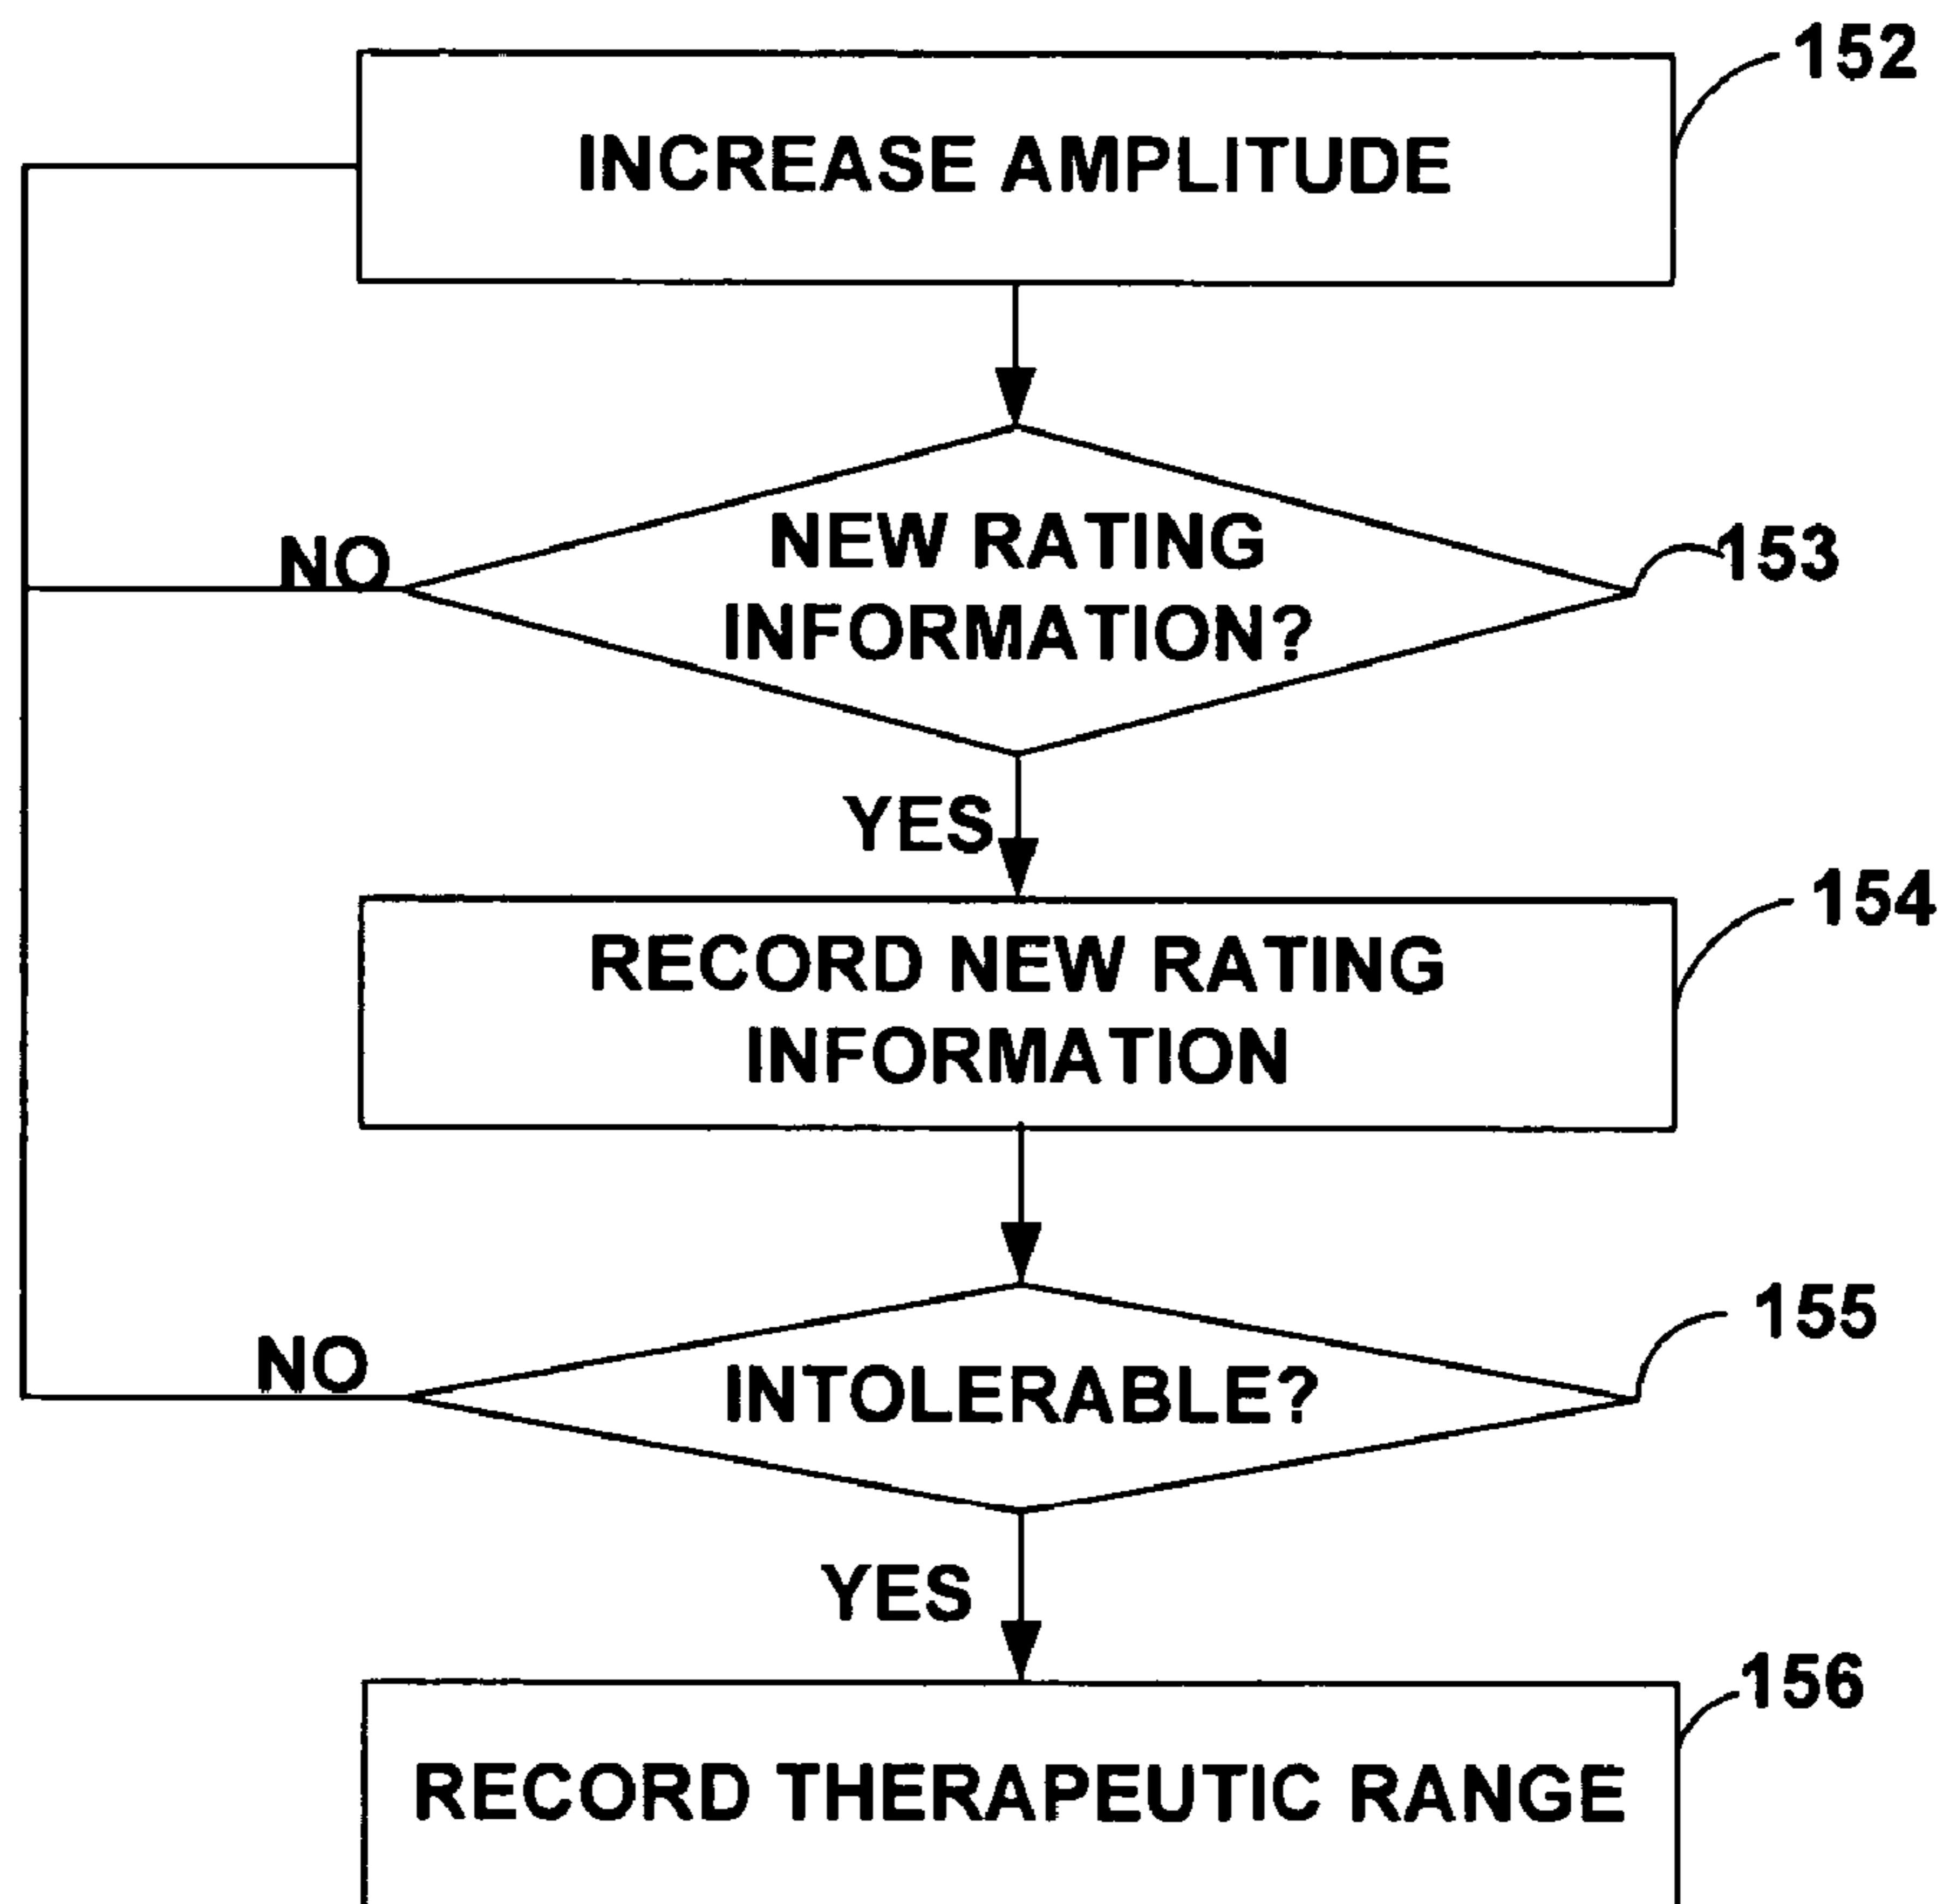 152
INCREASE AMPLITUDE
NO
NEW RATING
INFORMATION?
153
YES
154
RECORD NEW RATING
INFORMATION
155
NO
INTOLERABLE?
YES
156
RECORD THERAPEUTIC RANGE